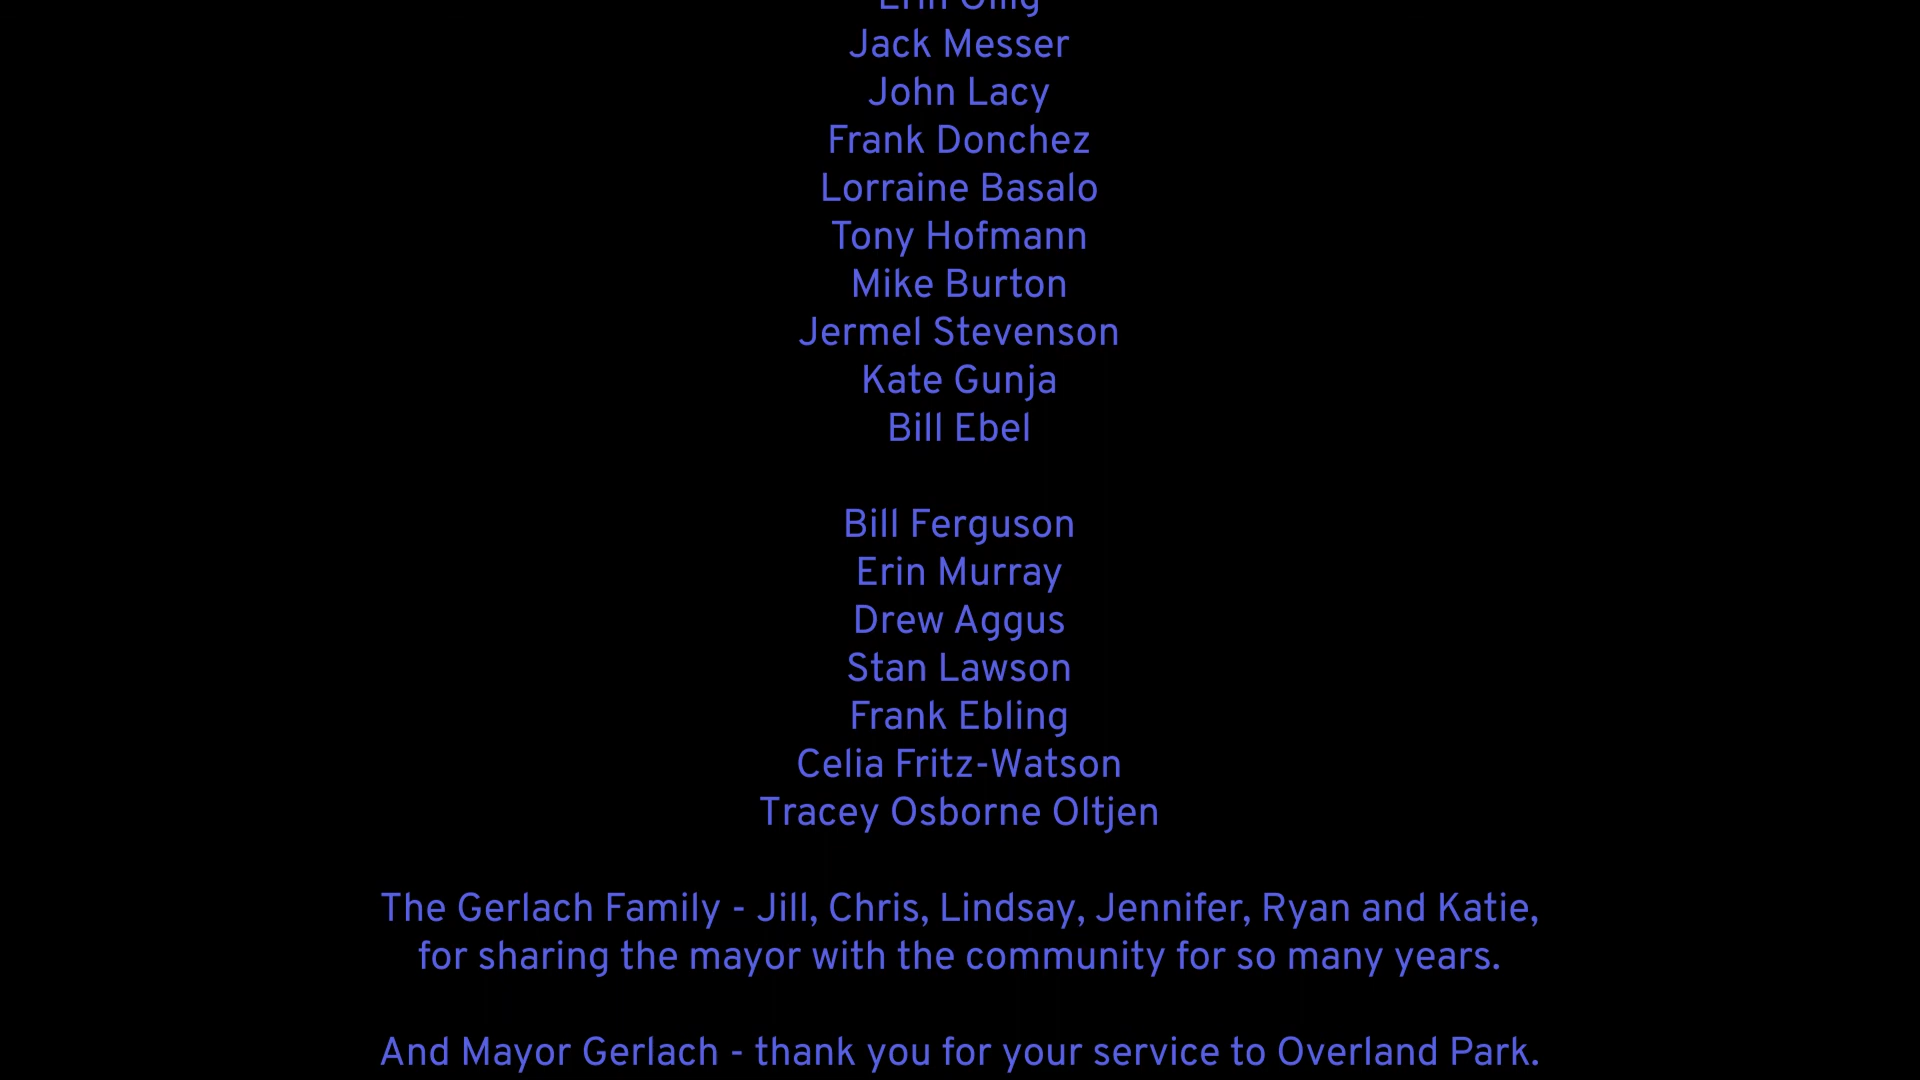 Erin Ollig
Jack Messer
John Lacy
Frank Donchez
Lorraine Basalo
Tony Hofmann
Mike Burton
Jermel Stevenson
Kate Gunja
Bill Ebel
Bill Ferguson
Erin Murray
Drew Aggus
Stan Lawson
Frank Ebling
Celia Fritz-Watson
Tracey Osborne Oltjen
The Gerlach Family - Jill, Chris, Lindsay, Jennifer, Ryan and Katie,
for sharing the mayor with the community for so many years.
And Mayor Gerlach - thank you for your service to Overland Park.